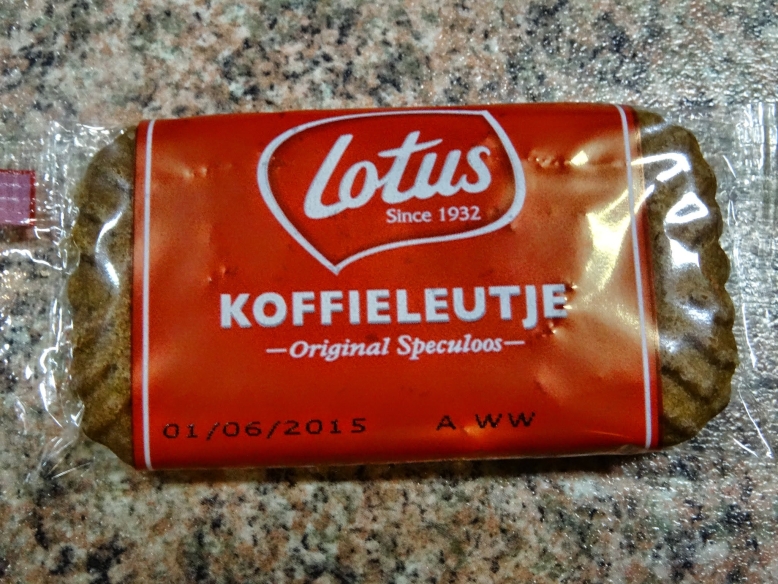 Lotus
Since 1932
KOFFIELEUTJE
—Original Speculoos—
01/06/2015 A WW